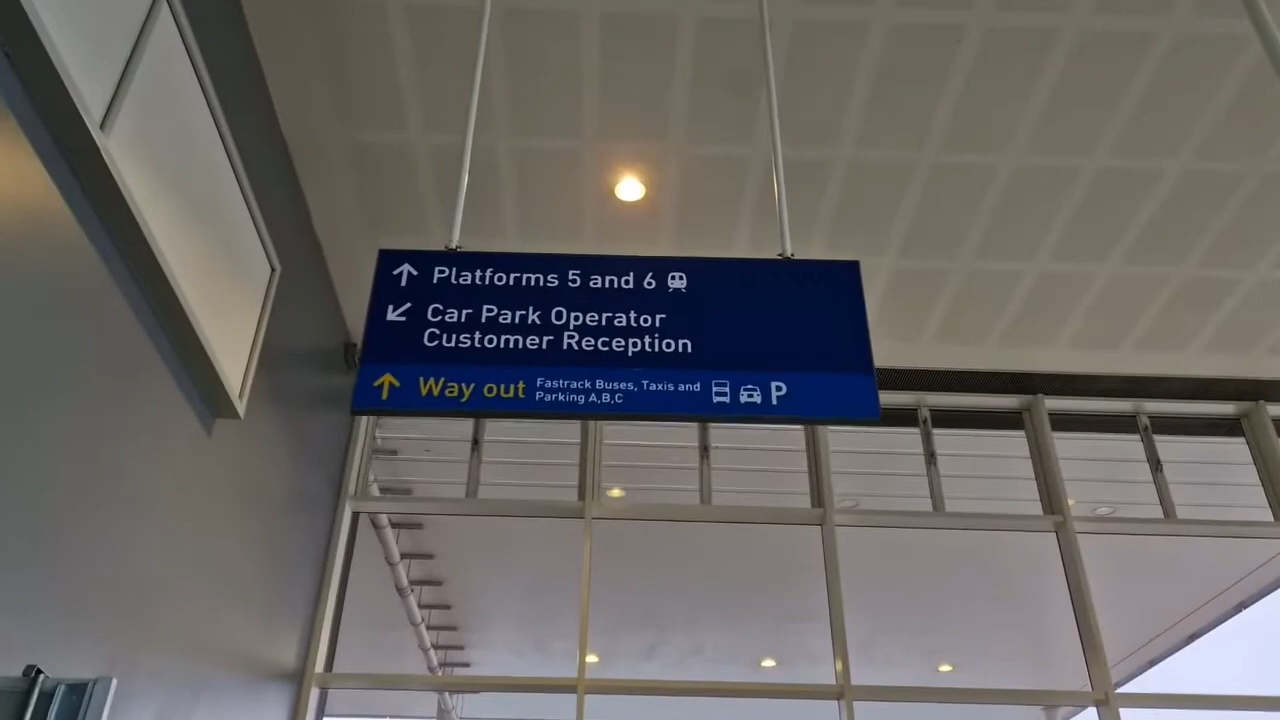 Platforms 5 and 6
Car Park Operator
Customer Reception
Way out
Fastrack Buses, Taxis and
Parking A,B,C
P